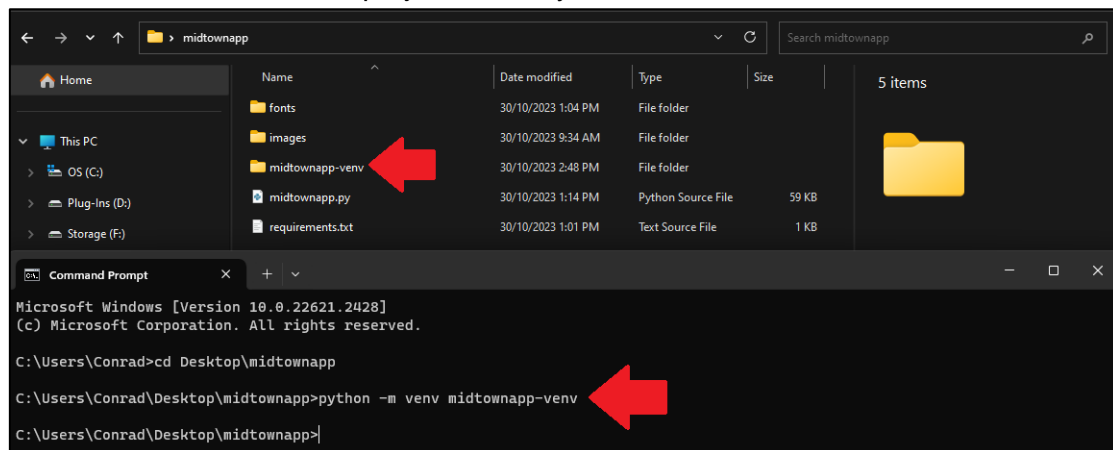 midtownapp
Search midtownapp
Home
Name Date modified Type Size
5 items
fonts 30/10/2023 1:04 PM File folder
This PC
images 30/10/2023 9:34 AM File folder
OS (C:)
midtownapp-venv 30/10/2023 2:48 PM File folder
Plug-Ins (D:)
midtownapp.py 30/10/2023 1:14 PM Python Source File 59 KB
Storage (F:)
requirements.txt 30/10/2023 1:01 PM Text Source File 1 KB
Command Prompt
Microsoft Windows [Version 10.0.22621.2428]
(c) Microsoft Corporation. All rights reserved.
C:\Users\Conrad>cd Desktop\midtownapp
C:\Users\Conrad\Desktop\midtownapp>python -m venv midtownapp-venv
C:\Users\Conrad\Desktop\midtownapp>